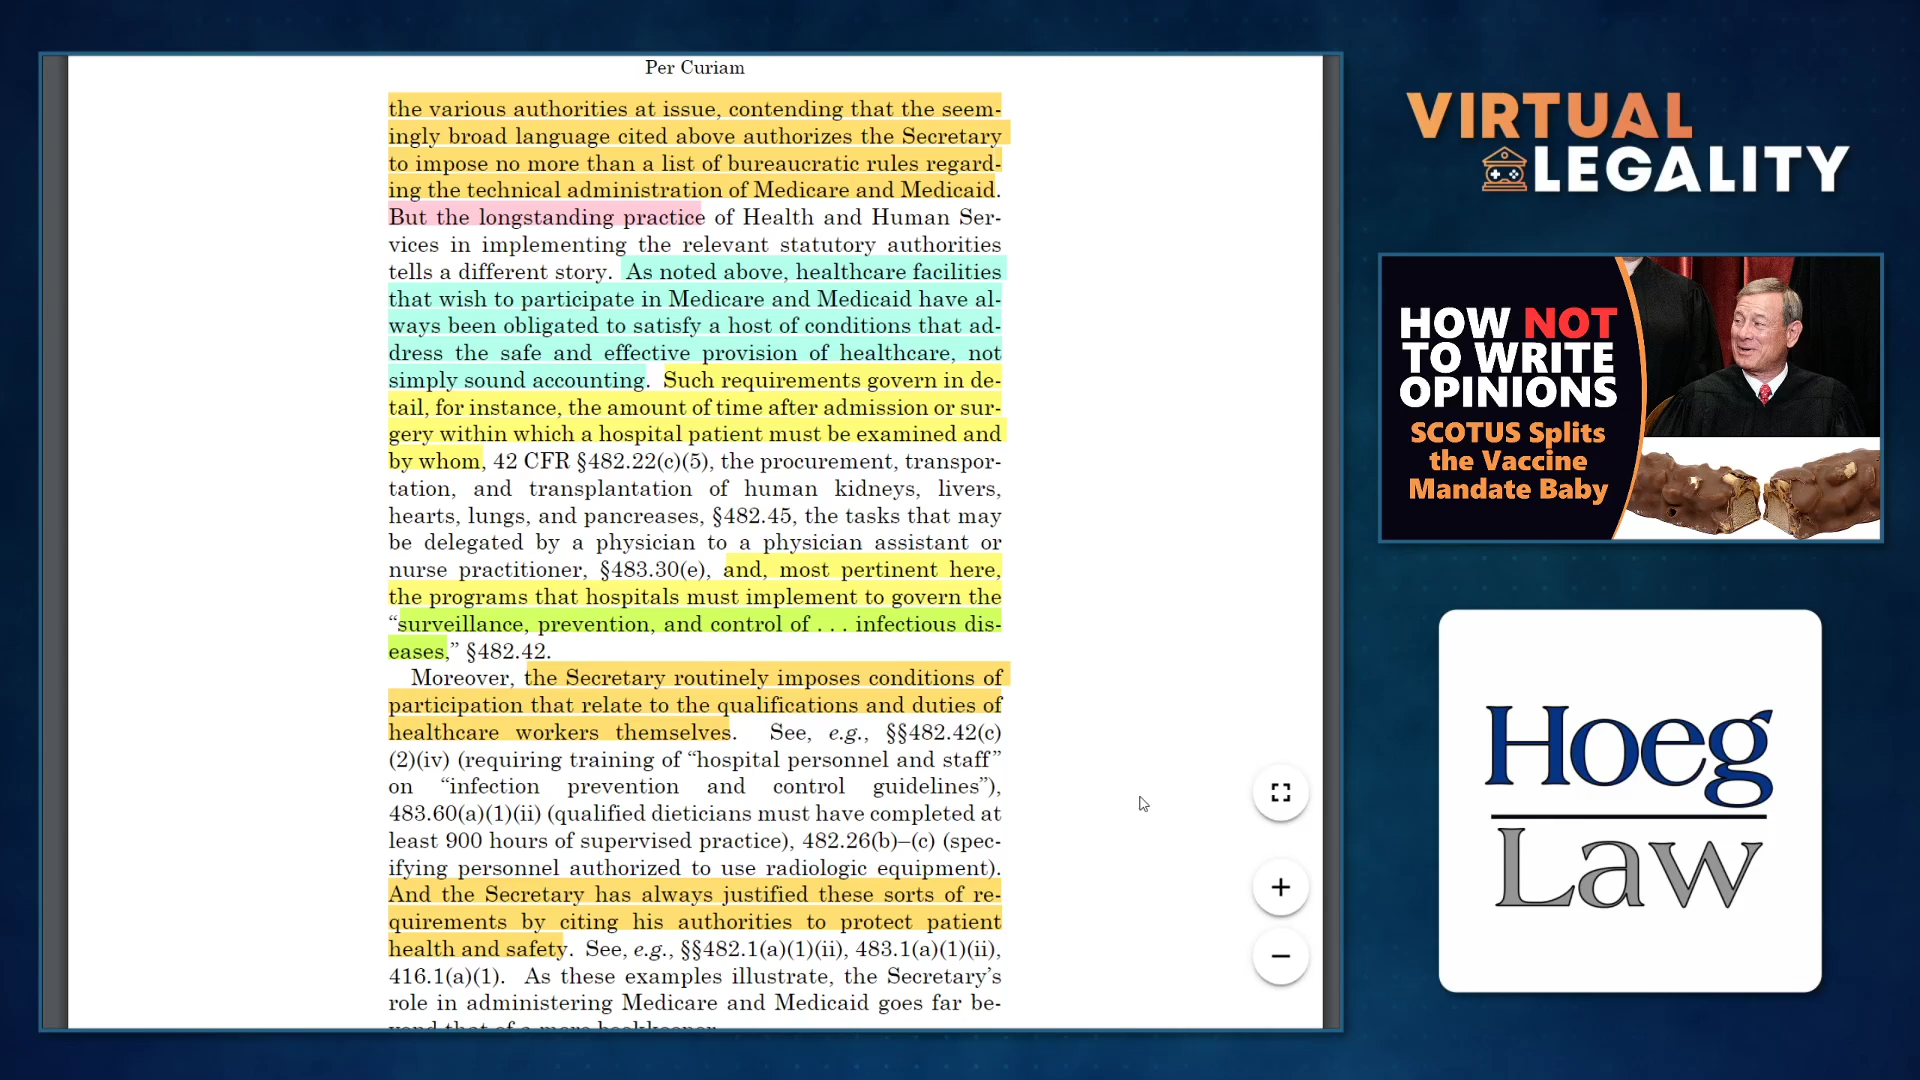 Per Curiam
the various authorities at issue, contending that the seem-
ingly broad language cited above authorizes the Secretary
to impose no more than a list of bureaucratic rules regard-
ing the technical administration of Medicare and Medicaid.
But the longstanding practice of Health and Human Ser-
vices in implementing the relevant statutory authorities
tells a different story. As noted above, healthcare facilities
that wish to participate in Medicare and Medicaid have al-
ways been obligated to satisfy a host of conditions that ad-
dress the safe and effective provision of healthcare, not
simply sound accounting. Such requirements govern in de-
tail, for instance, the amount of time after admission or sur-
gery within which a hospital patient must be examined and
by whom, 42 CFR §482.22(c)(5), the procurement, transpor-
tation, and transplantation of human kidneys, livers,
hearts, lungs, and pancreases, §482.45, the tasks that may
be delegated by a physician to a physician assistant or
nurse practitioner, §483.30(e), and, most pertinent here,
the programs that hospitals must implement to govern the
“surveillance, prevention, and control of . . . infectious dis-
eases,” §482.42.
Moreover, the Secretary routinely imposes conditions of
participation that relate to the qualifications and duties of
healthcare workers themselves. See, e.g., §§482.42(c)
(2)(iv) (requiring training of “hospital personnel and staff”
on “infection prevention and control guidelines”),
483.60(a)(1)(ii) (qualified dieticians must have completed at
least 900 hours of supervised practice), 482.26(b)–(c) (spec-
ifying personnel authorized to use radiologic equipment).
And the Secretary has always justified these sorts of re-
quirements by citing his authorities to protect patient
health and safety. See, e.g., §§482.1(a)(1)(ii), 483.1(a)(1)(ii),
416.1(a)(1). As these examples illustrate, the Secretary’s
role in administering Medicare and Medicaid goes far be-
yond that of a mere bookkeeper.
VIRTUAL
LEGALITY
HOW NOT
TO WRITE
OPINIONS
SCOTUS Splits
the Vaccine
Mandate Baby
Hoeg
Law